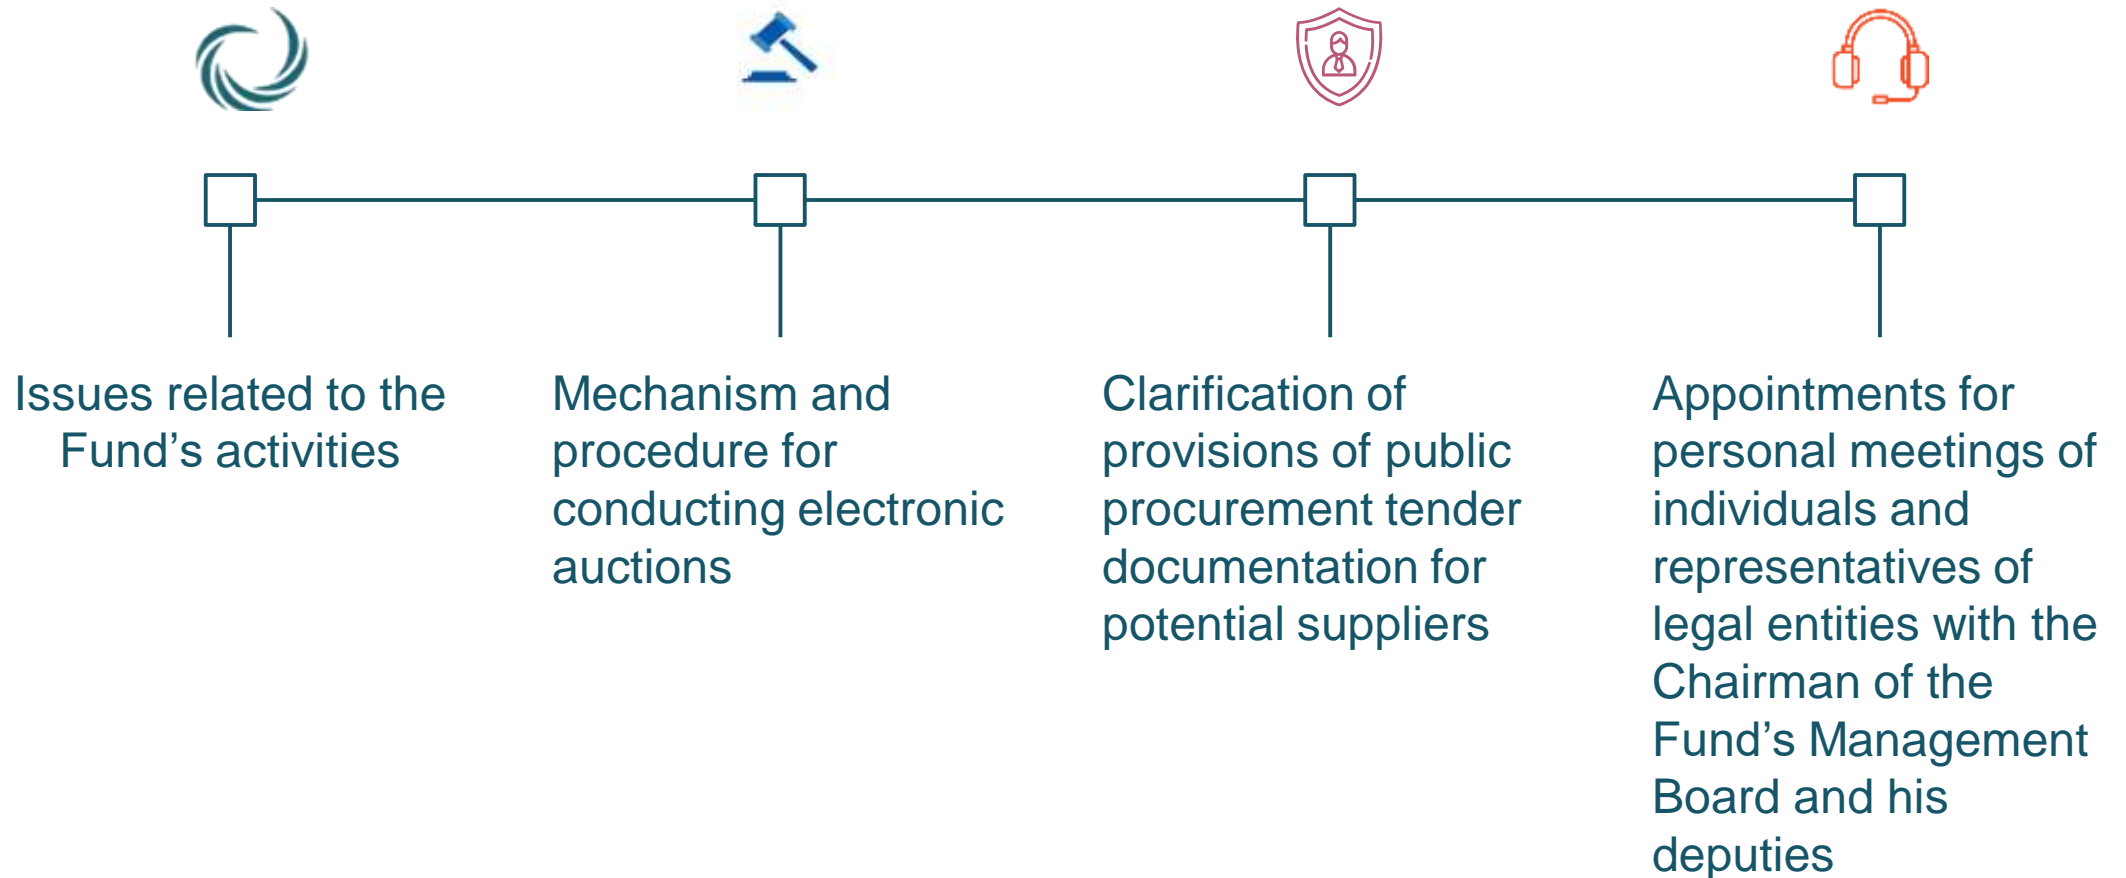 Issues related to the
Fund’s activities
Mechanism and
procedure for
conducting electronic
auctions
Clarification of
provisions of public
procurement tender
documentation for
potential suppliers
Appointments for
personal meetings of
individuals and
representatives of
legal entities with the
Chairman of the
Fund’s Management
Board and his
deputies